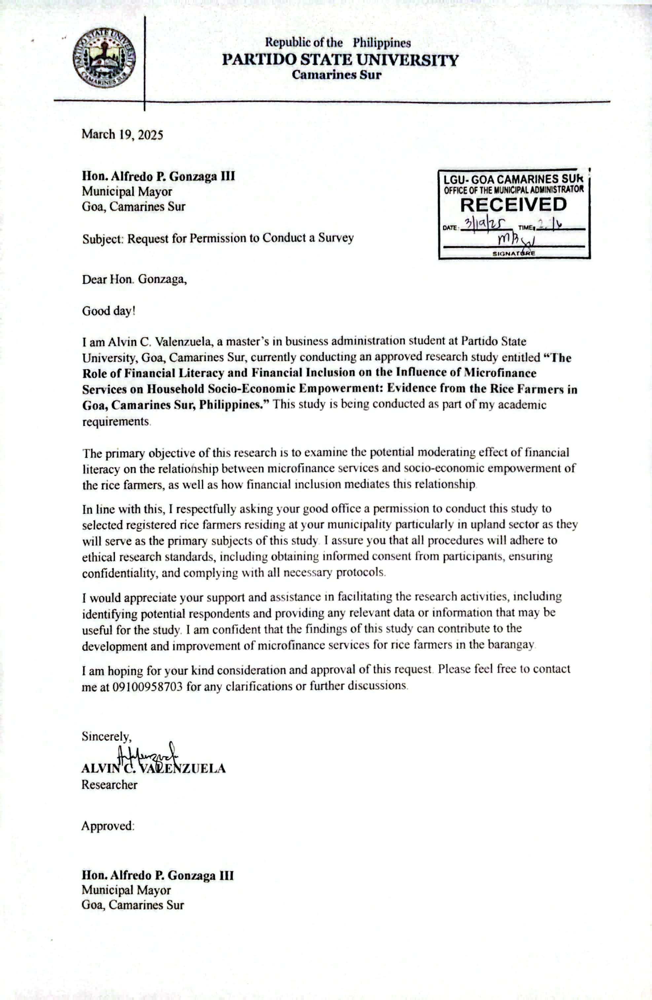 PARTIDO STATE UNIVERSITY
CAMARINES SUR
Republic of the Philippines
PARTIDO STATE UNIVERSITY
Camarines Sur
March 19, 2025
Hon. Alfredo P. Gonzaga III
Municipal Mayor
Goa, Camarines Sur
LGU- GOA CAMARINES SUR
OFFICE OF THE MUNICIPAL ADMINISTRATOR
RECEIVED
DATE: 3/19/25 TIME:
SIGNATURE
Subject: Request for Permission to Conduct a Survey
Dear Hon. Gonzaga,
Good day!
I am Alvin C. Valenzuela, a master's in business administration student at Partido State
University, Goa, Camarines Sur, currently conducting an approved research study entitled “The
Role of Financial Literacy and Financial Inclusion on the Influence of Microfinance
Services on Household Socio-Economic Empowerment: Evidence from the Rice Farmers in
Goa, Camarines Sur, Philippines.” This study is being conducted as part of my academic
requirements.
The primary objective of this research is to examine the potential moderating effect of financial
literacy on the relationship between microfinance services and socio-economic empowerment of
the rice farmers, as well as how financial inclusion mediates this relationship.
In line with this, I respectfully asking your good office a permission to conduct this study to
selected registered rice farmers residing at your municipality particularly in upland sector as they
will serve as the primary subjects of this study. I assure you that all procedures will adhere to
ethical research standards, including obtaining informed consent from participants, ensuring
confidentiality, and complying with all necessary protocols.
I would appreciate your support and assistance in facilitating the research activities, including
identifying potential respondents and providing any relevant data or information that may be
useful for the study. I am confident that the findings of this study can contribute to the
development and improvement of microfinance services for rice farmers in the barangay.
I am hoping for your kind consideration and approval of this request. Please feel free to contact
me at 09100958703 for any clarifications or further discussions.
Sincerely,
ALVIN C. VALENZUELA
Researcher
Approved:
Hon. Alfredo P. Gonzaga III
Municipal Mayor
Goa, Camarines Sur